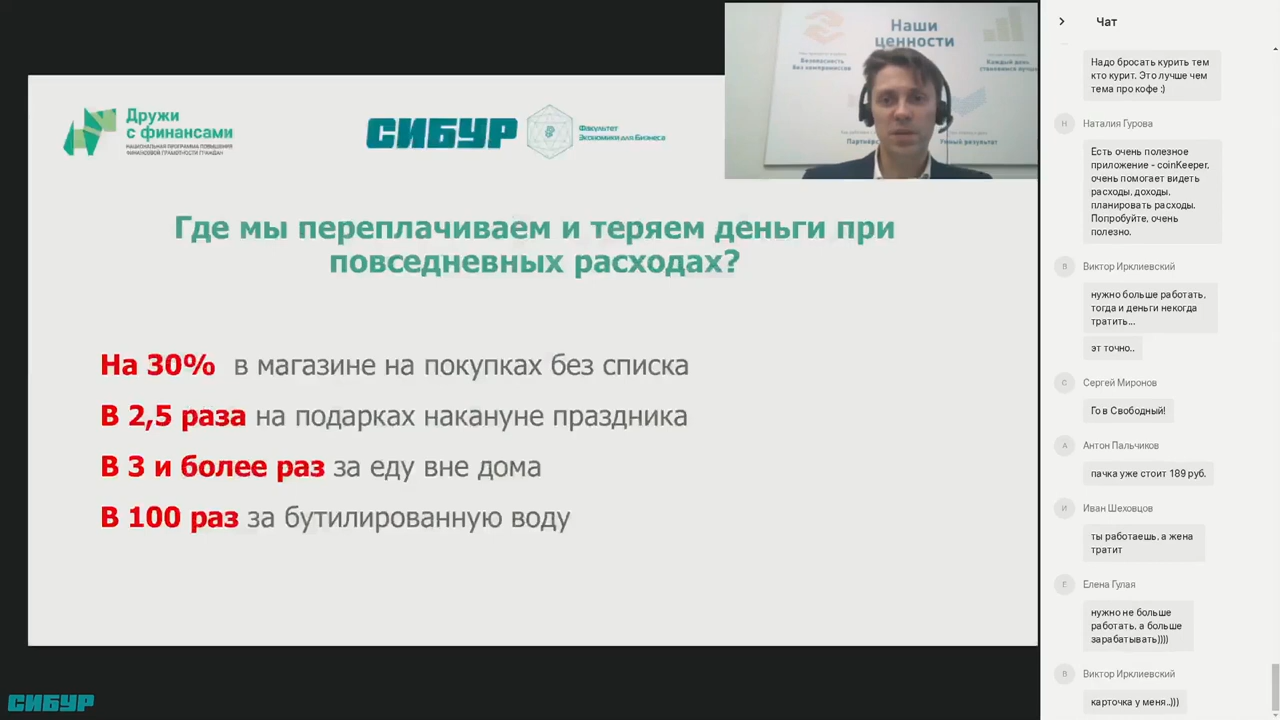 Дружи
с финансами
НАЦИОНАЛЬНАЯ ПРОГРАММА ПОВЫШЕНИЯ
ФИНАНСОВОЙ ГРАМОТНОСТИ ГРАЖДАН
СИБУР
Факультет
Экономики для Бизнеса
Наши
ценности
Безопасность
без компромиссов
Каждый день
Умный результат
Где мы переплачиваем и теряем деньги при
повседневных расходах?
На 30% в магазине на покупках без списка
В 2,5 раза на подарках накануне праздника
В 3 и более раз за еду вне дома
В 100 раз за бутилированную воду
СИБУР
Чат
Надо бросать курить тем
кто курит. Это лучше чем
тема про кофе :)
Н
Наталия Гурова
Есть очень полезное
приложение - coinKeeper,
очень помогает видеть
расходы, доходы,
планировать расходы.
Попробуйте, очень
полезно.
В
Виктор Ирклиевский
нужно больше работать,
тогда и деньги некогда
тратить...
эт точно..
С
Сергей Миронов
Го в Свободный!
А
Антон Пальчиков
пачка уже стоит 189 руб.
И
Иван Шеховцов
ты работаешь, а жена
тратит
Е
Елена Гулая
нужно не больше
работать, а больше
зарабатывать))))
В
Виктор Ирклиевский
карточка у меня..)))